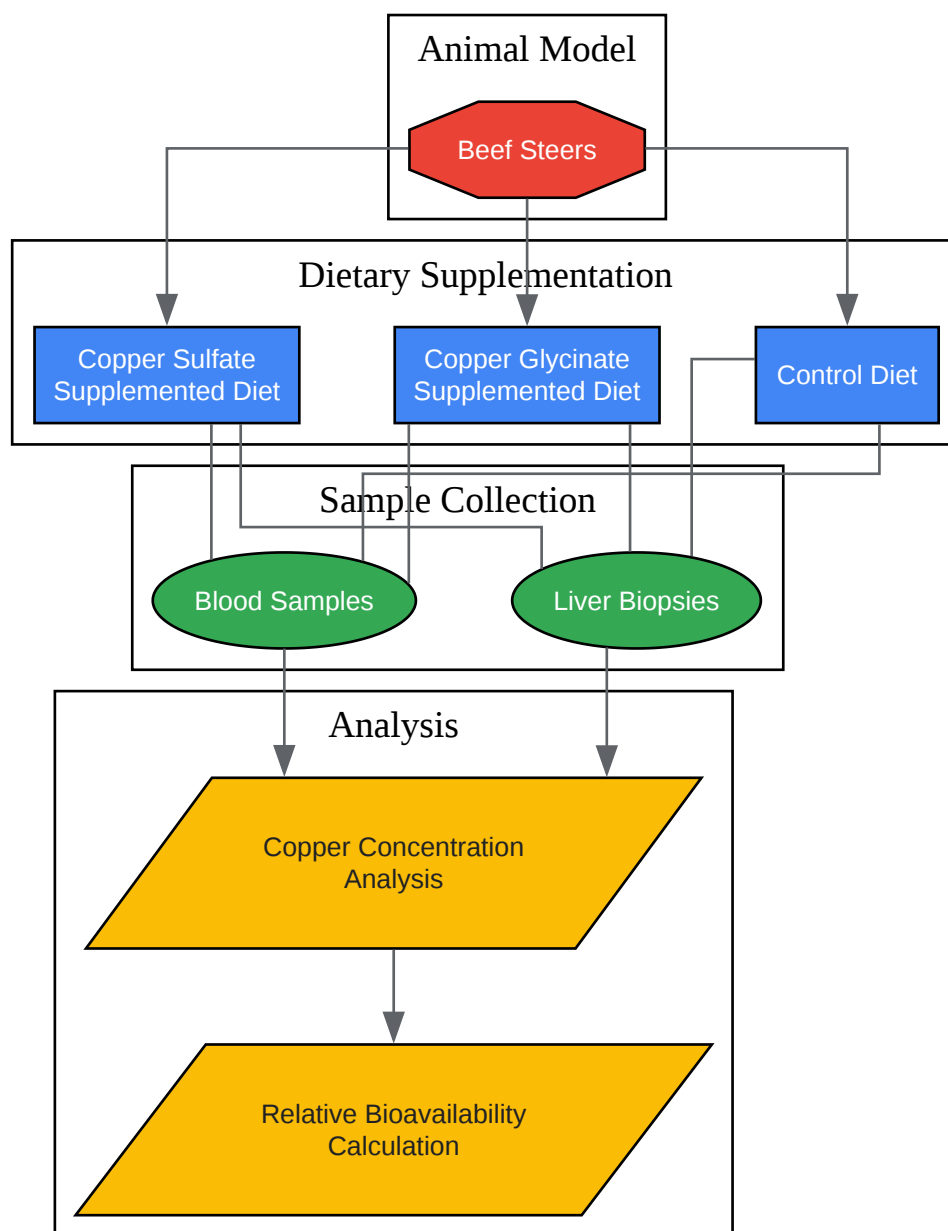 Animal Model
Beef Steers
Dietary Supplementation
Copper Sulfate
Supplemented Diet
Copper Glycinate
Supplemented Diet
Control Diet
Sample Collection
Blood Samples
Liver Biopsies
Analysis
Copper Concentration
Analysis
Relative Bioavailability
Calculation